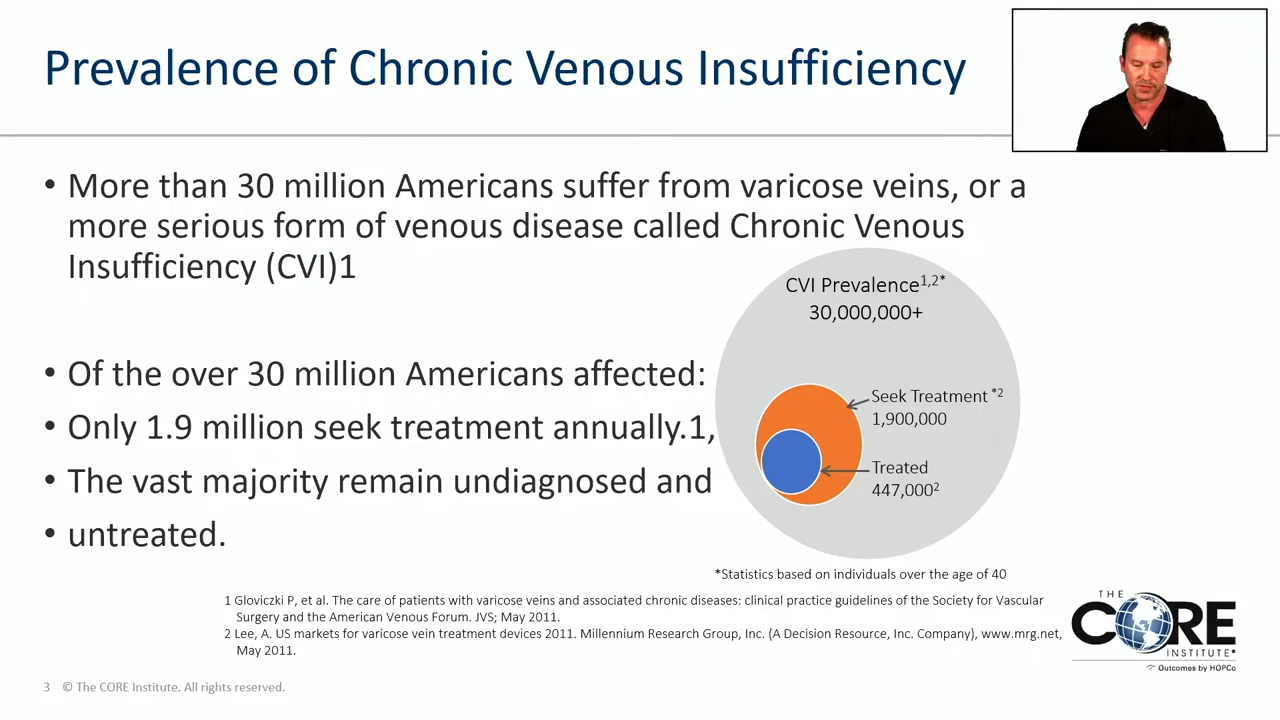 Prevalence of Chronic Venous Insufficiency
• More than 30 million Americans suffer from varicose veins, or a
more serious form of venous disease called Chronic Venous
Insufficiency (CVI)1
• Of the over 30 million Americans affected:
• Only 1.9 million seek treatment annually.1,
• The vast majority remain undiagnosed and
• untreated.
CVI Prevalence1,2*
30,000,000+
Seek Treatment *2
1,900,000
Treated
447,0002
*Statistics based on individuals over the age of 40
1 Gloviczki P, et al. The care of patients with varicose veins and associated chronic diseases: clinical practice guidelines of the Society for Vascular
Surgery and the American Venous Forum. JVS; May 2011.
2 Lee, A. US markets for varicose vein treatment devices 2011. Millennium Research Group, Inc. (A Decision Resource, Inc. Company), www.mrg.net,
May 2011.
THE
CORE
INSTITUTE
Outcomes by HOPCo
3 © The CORE Institute. All rights reserved.